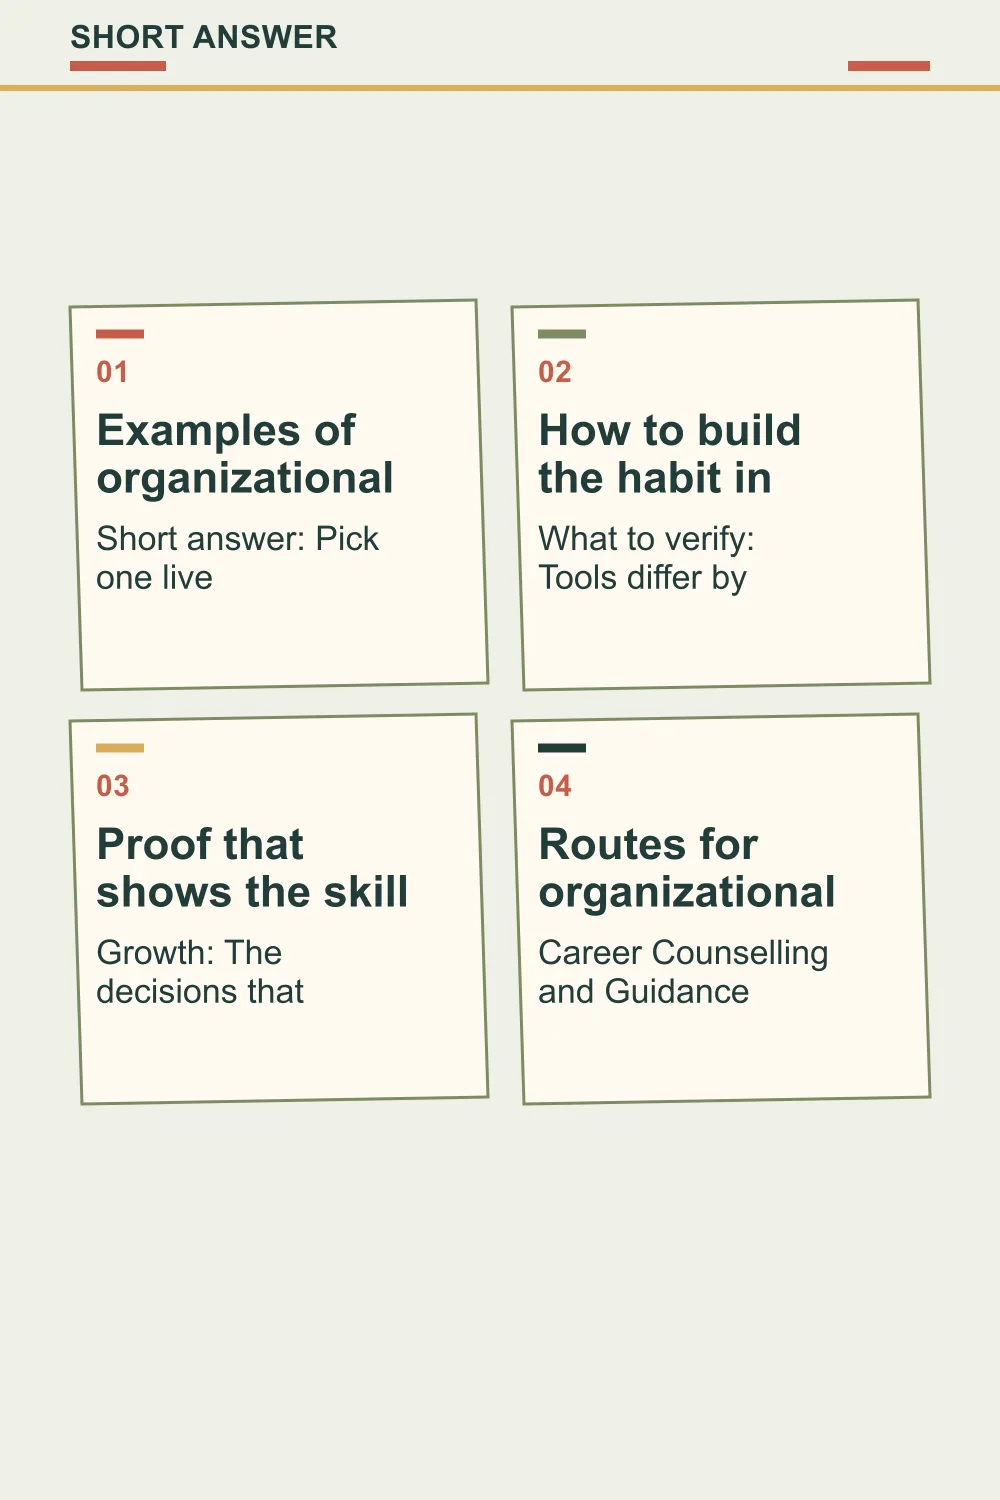 SHORT ANSWER
01
Examples of
organizational
Short answer: Pick
one live
02
How to build
the habit in
What to verify:
Tools differ by
03
Proof that
shows the skill
Growth: The
decisions that
04
Routes for
organizational
Career Counselling
and Guidance